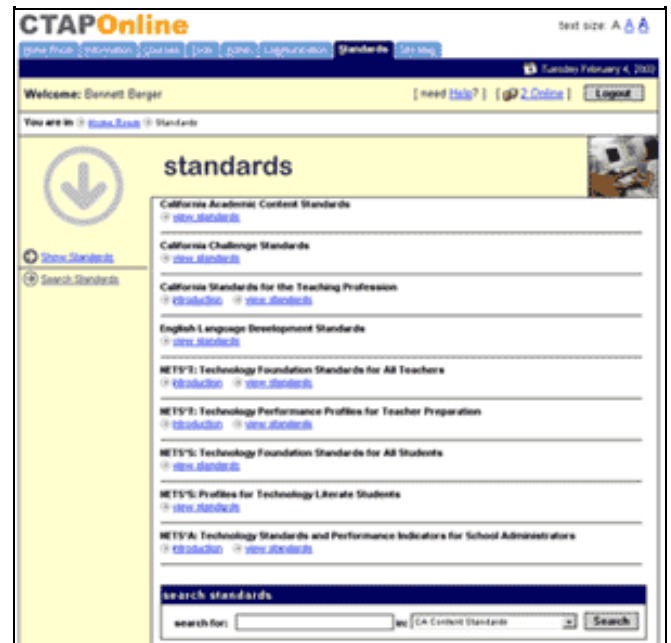 CTAPOnline
text size: A A A
Home Room Information Courses Tools Admin. Communication Standards Site Map
Tuesday February 4, 2003
Welcome: Bennett Berger
[ need Help? ] [ 2 Online ] Logout
You are in Home Room Standards
standards
California Academic Content Standards
view standards
California Challenge Standards
view standards
Show Standards
Search Standards
California Standards for the Teaching Profession
introduction view standards
English Language Development Standards
view standards
NETS*T: Technology Foundation Standards for All Teachers
introduction view standards
NETS*T: Technology Performance Profiles for Teacher Preparation
introduction view standards
NETS*S: Technology Foundation Standards for All Students
view standards
NETS*S: Profiles for Technology Literate Students
view standards
NETS*A: Technology Standards and Performance Indicators for School Administrators
introduction view standards
search standards
search for: in: CA Content Standards Search